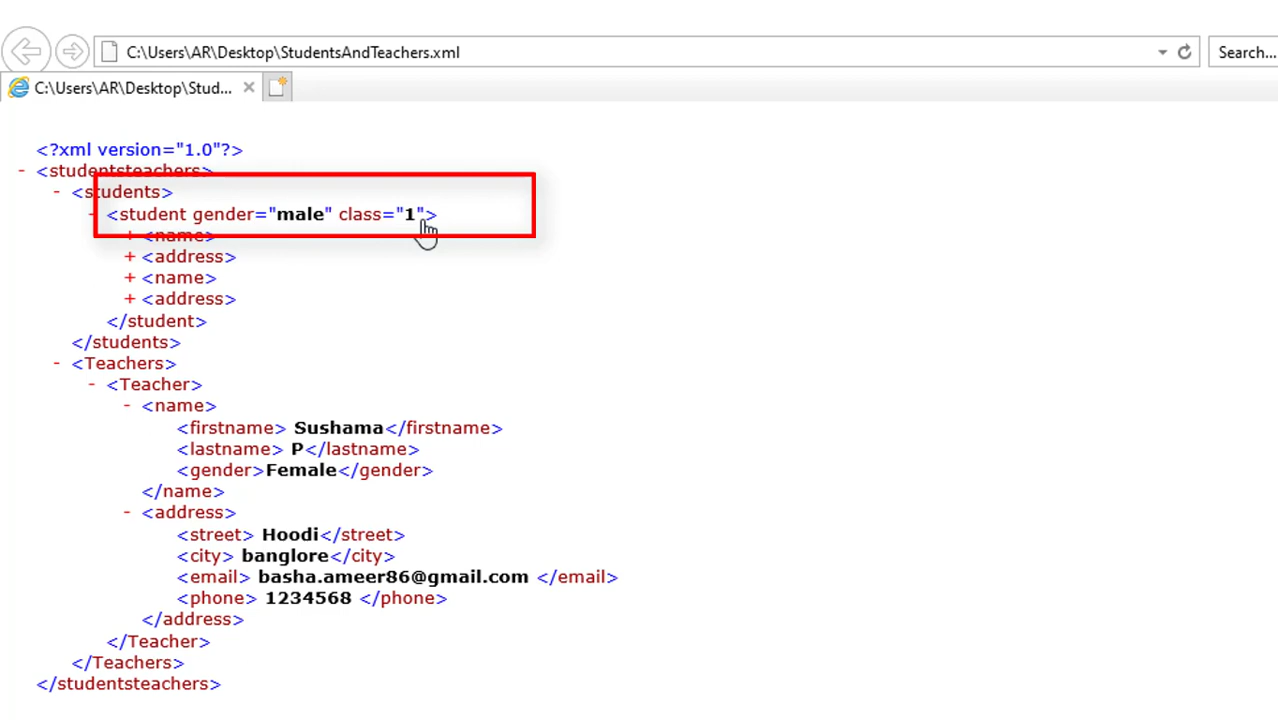 C:\Users\AR\Desktop\StudentsAndTeachers.xml
Search...
C:\Users\AR\Desktop\Stud...
<?xml version="1.0"?>
- <studentsteachers>
- <students>
- <student gender="male" class="1">
+ <name>
+ <address>
+ <name>
+ <address>
</student>
</students>
- <Teachers>
- <Teacher>
- <name>
<firstname> Sushama</firstname>
<lastname> P</lastname>
<gender>Female</gender>
</name>
- <address>
<street> Hoodi</street>
<city> banglore</city>
<email> basha.ameer86@gmail.com </email>
<phone> 1234568 </phone>
</address>
</Teacher>
</Teachers>
</studentsteachers>